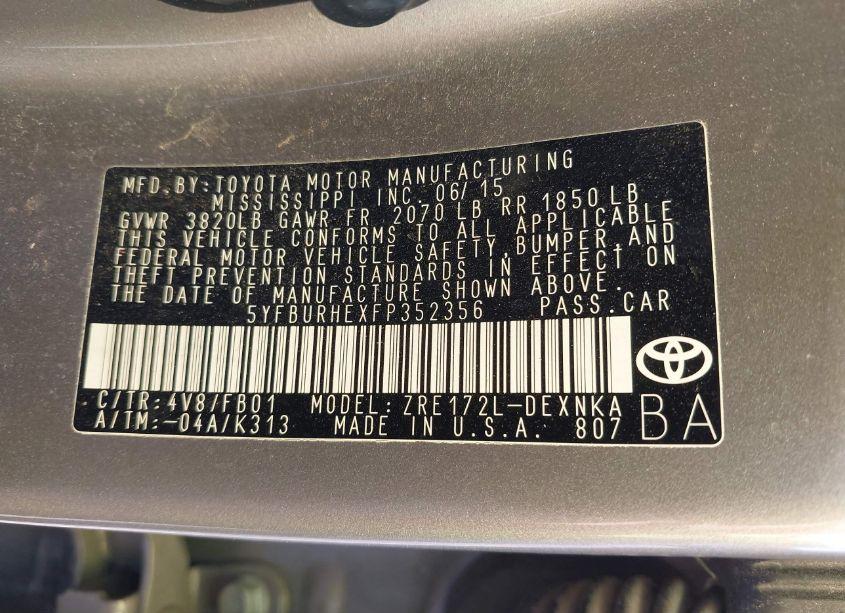 MFD.BY:TOYOTA MOTOR MANUFACTURING
MISSISSIPPI INC. 06/15
GVWR 3820LB GAWR FR 2070 LB RR 1850 LB
THIS VEHICLE CONFORMS TO ALL APPLICABLE
FEDERAL MOTOR VEHICLE SAFETY,BUMPER,AND
THEFT PREVENTION STANDARDS IN EFFECT ON
THE DATE OF MANUFACTURE SHOWN ABOVE.
5YFBURHEXFP352356 PASS.CAR
C/TR:4V8/FB01 MODEL: ZRE172L-DEXNKA
A/TM:-04A/K313 MADE IN U.S.A. 807
BA